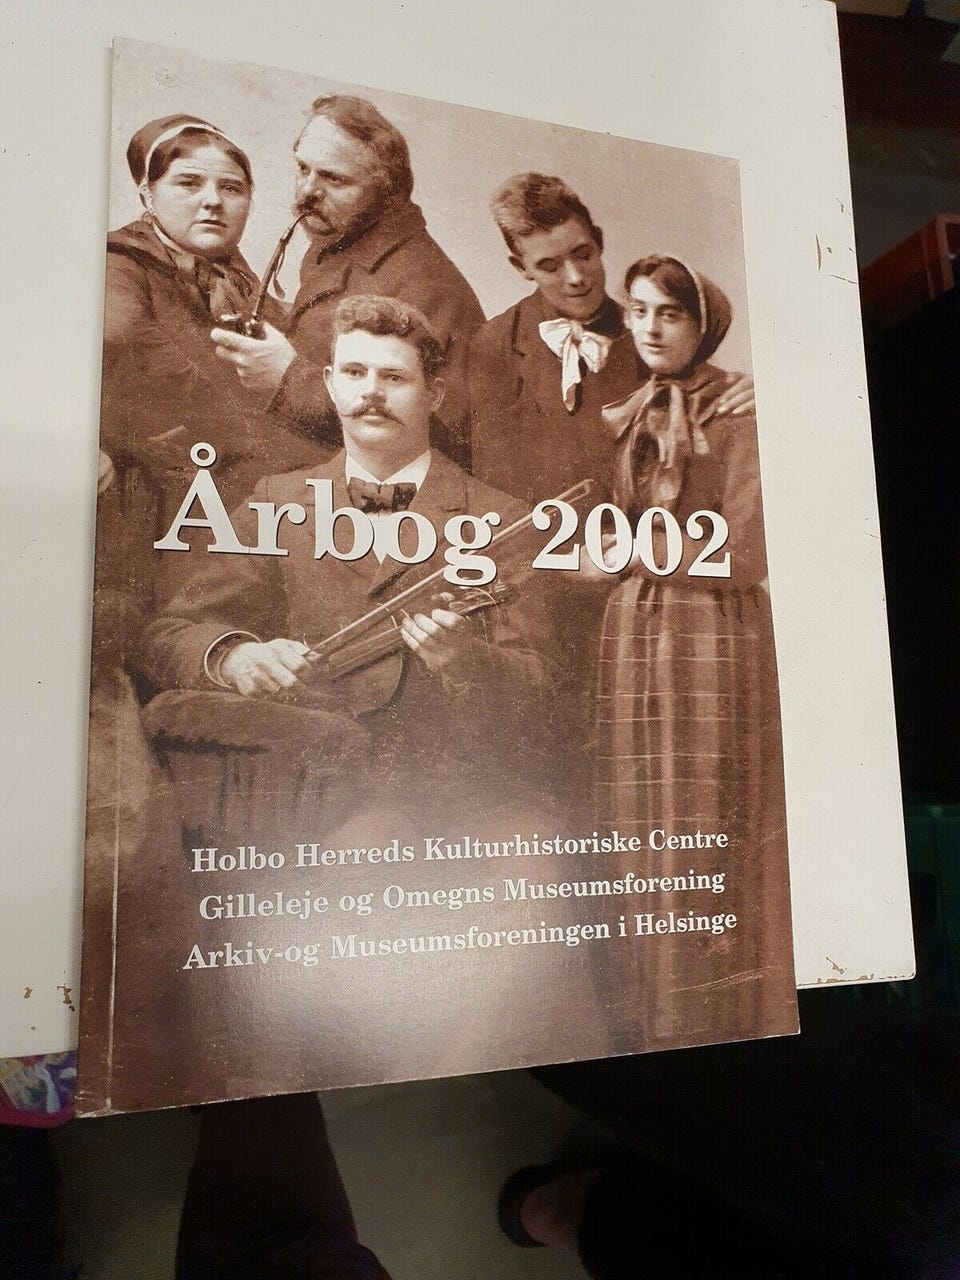 Årbog 2002
Holbo Herreds Kulturhistoriske Centre
Gilleleje og Omegns Museumsforening
Arkiv-og Museumsforeningen i Helsinge